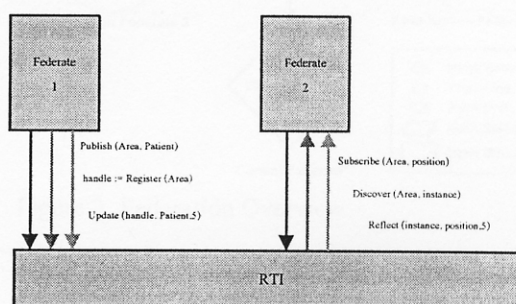 Federate
1
Federate
2
Publish (Area, Patient)
handle := Register (Area)
Update (handle, Patient,5)
Subscribe (Area, position)
Discover (Area, instance)
Reflect (instance, position,5)
RTI